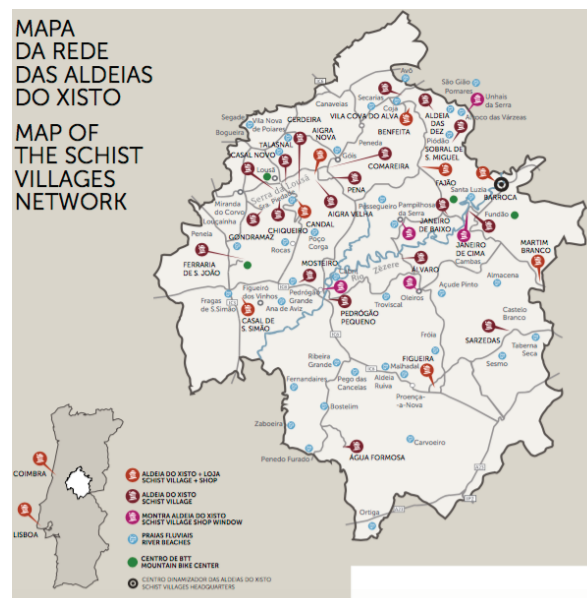 MAPA
DA REDE
DAS ALDEIAS
DO XISTO
MAP OF
THE SCHIST
VILLAGES
NETWORK
Avô
São Gião
Pomares
Unhais
da Serra
Secarias
Coja
Canaveias
VILA COVA DO ALVA
ALDEIA
DAS
DEZ
Alvoco das Várzeas
BENFEITA
Piódão
SOBRAL DE
S. MIGUEL
Segade
Vila Nova
de Poiares
CERDEIRA
Bogueira
TALASNAL
AIGRA
NOVA
Peneda
CASAL NOVO
Góis
COMAREIRA
Lousã
Serra da Lousã
PENA
FAJÃO
BARROCA
Santa Luzia
Miranda
do Corvo
Sra. Piedade
AIGRA VELHA
Pessegueiro
Pampilhosa
da Serra
Fundão
Louçainha
CHIQUEIRO
CANDAL
JANEIRO
DE BAIXO
GONDRAMAZ
Poço
Corga
JANEIRO
DE CIMA
MARTIM
BRANCO
Penela
Rocas
Cambas
FERRARIA
DE S. JOÃO
MOSTEIRO
Rio
Zêzere
ÁLVARO
Almacena
Figueiró
dos Vinhos
Pedrógão
Grande
Oleiros
Açude Pinto
Fragas
de S.Simão
Ana de Aviz
Troviscal
CASAL DE
S. SIMÃO
PEDRÓGÃO
PEQUENO
Castelo
Branco
SARZEDAS
Fróia
Taberna
Seca
Ribeira
Grande
FIGUEIRA
Malhadal
Sesmo
Fernandaires
Pego das
Cancelas
Aldeia
Ruiva
Proença-
a-Nova
Bostelim
Zaboeira
Carvoeiro
Penedo Furado
ÁGUA FORMOSA
Ortiga
COIMBRA
LISBOA
ALDEIA DO XISTO + LOJA
SCHIST VILLAGE + SHOP
ALDEIA DO XISTO
SCHIST VILLAGE
MONTRA ALDEIA DO XISTO
SCHIST VILLAGE SHOP WINDOW
PRAIAS FLUVIAIS
RIVER BEACHES
CENTRO DE BTT
MOUNTAIN BIKE CENTER
CENTRO DINAMIZADOR DAS ALDEIAS DO XISTO
SCHIST VILLAGES HEADQUARTERS